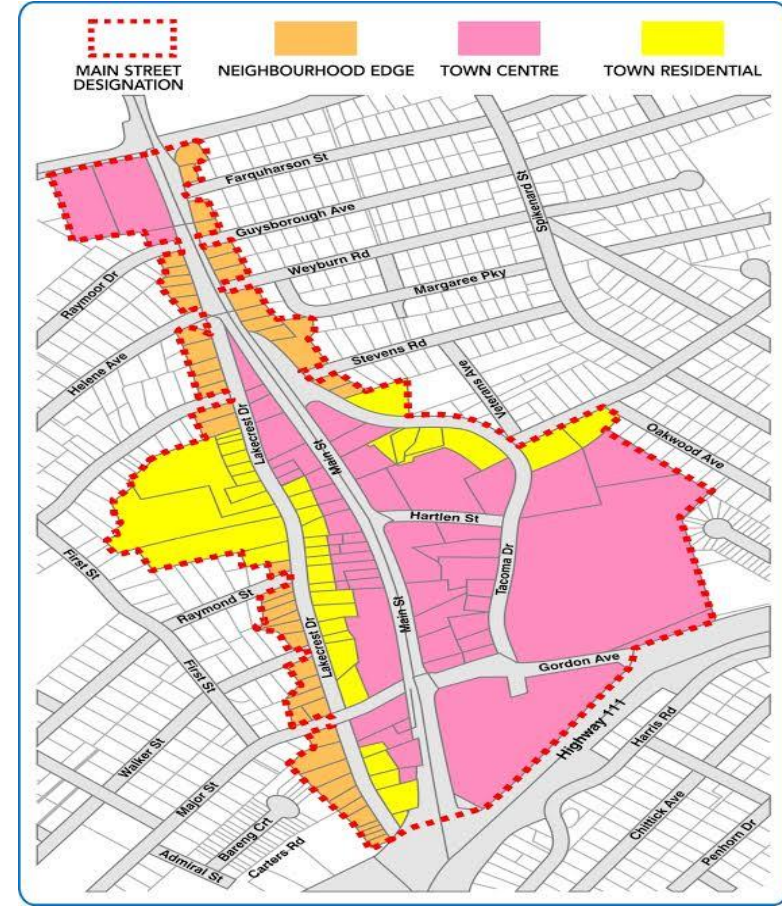 MAIN STREET
DESIGNATION
NEIGHBOURHOOD EDGE
TOWN CENTRE
TOWN RESIDENTIAL
Farquharson St
Guysborough Ave
Spikenard St
Weyburn Rd
Raymoor Dr
Margaree Pky
Stevens Rd
Helene Ave
Veterans Ave
Lakecrest Dr
Main St
Oakwood Ave
Hartlen St
First St
Tacoma Dr
Raymond St
Main St
Lakecrest Dr
First St
Gordon Ave
Highway 111
Harris Rd
Walker St
Major St
Chittick Ave
Bareng Crt
Carters Rd
Penhorn Dr
Admiral St